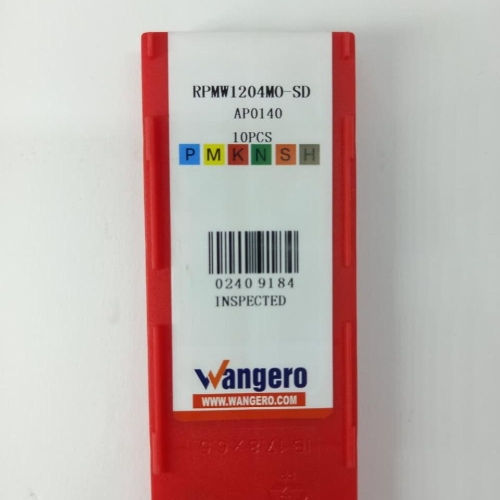 RPMW1204MO-SD
AP0140
10PCS
P M K N S H
0240 9184
INSPECTED
Wangero
WWW.WANGERO.COM